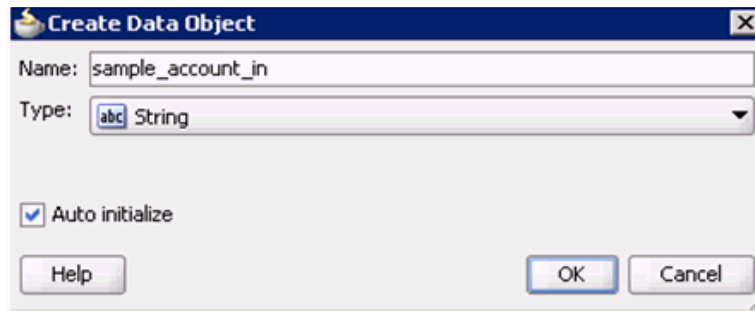 Create Data Object
Name: sample_account_in
Type: abc String
Auto initialize
Help OK Cancel